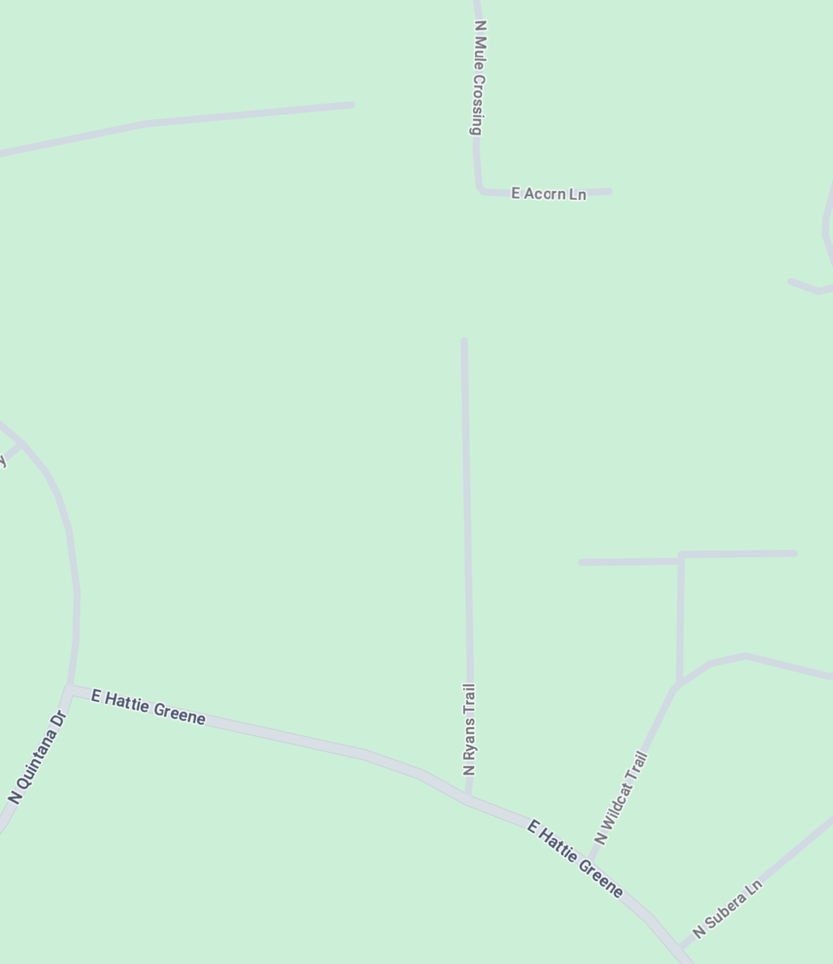 N Mule Crossing
E Acorn Ln
E Hattie Greene
N Quintana Dr
N Ryans Trail
N Wildcat Trail
E Hattie Greene
N Subera Ln